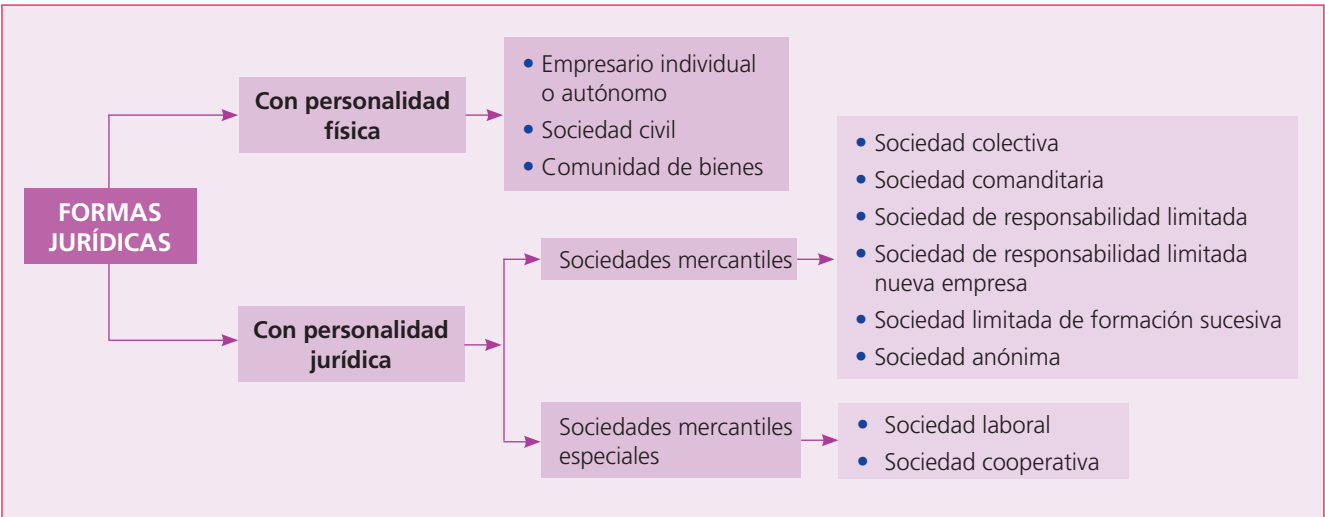 FORMAS
JURÍDICAS
Con personalidad
física
• Empresario individual
o autónomo
• Sociedad civil
• Comunidad de bienes
Con personalidad
jurídica
Sociedades mercantiles
• Sociedad colectiva
• Sociedad comanditaria
• Sociedad de responsabilidad limitada
• Sociedad de responsabilidad limitada
nueva empresa
• Sociedad limitada de formación sucesiva
• Sociedad anónima
Sociedades mercantiles
especiales
• Sociedad laboral
• Sociedad cooperativa